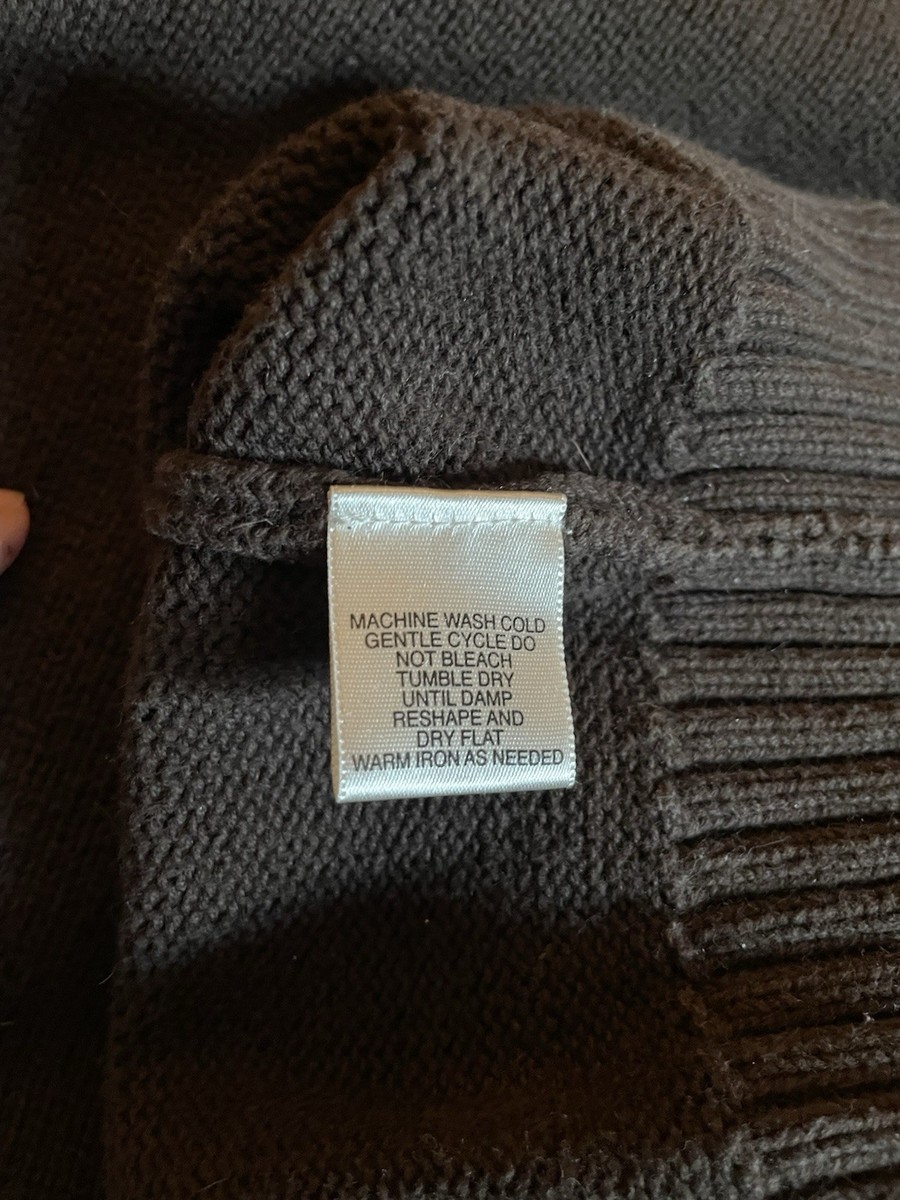 MACHINE WASH COLD
GENTLE CYCLE DO
NOT BLEACH
TUMBLE DRY
UNTIL DAMP
RESHAPE AND
DRY FLAT
WARM IRON AS NEEDED